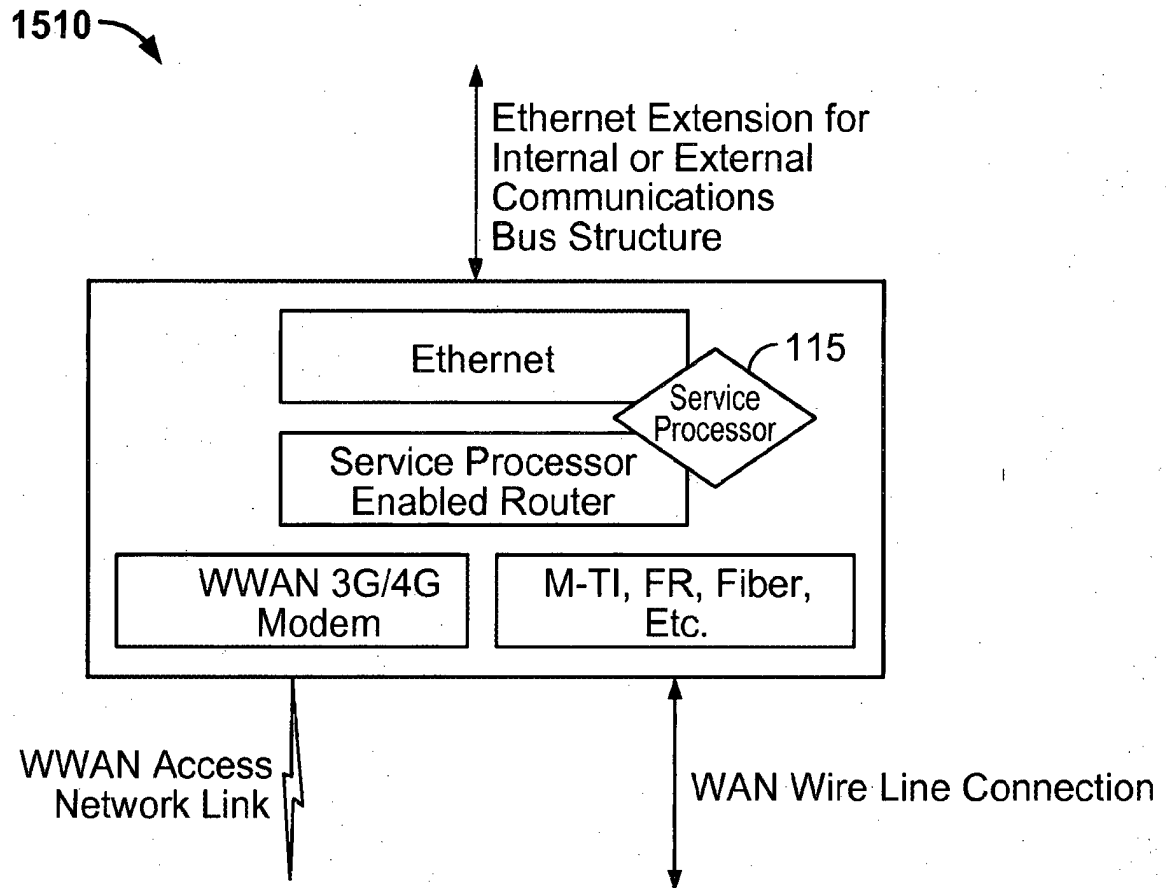 1510
Ethernet Extension for
Internal or External
Communications
Bus Structure
Ethernet
115
Service
Processor
Service Processor
Enabled Router
WWAN 3G/4G
Modem
M-TI, FR, Fiber,
Etc.
WWAN Access
Network Link
WAN Wire Line Connection